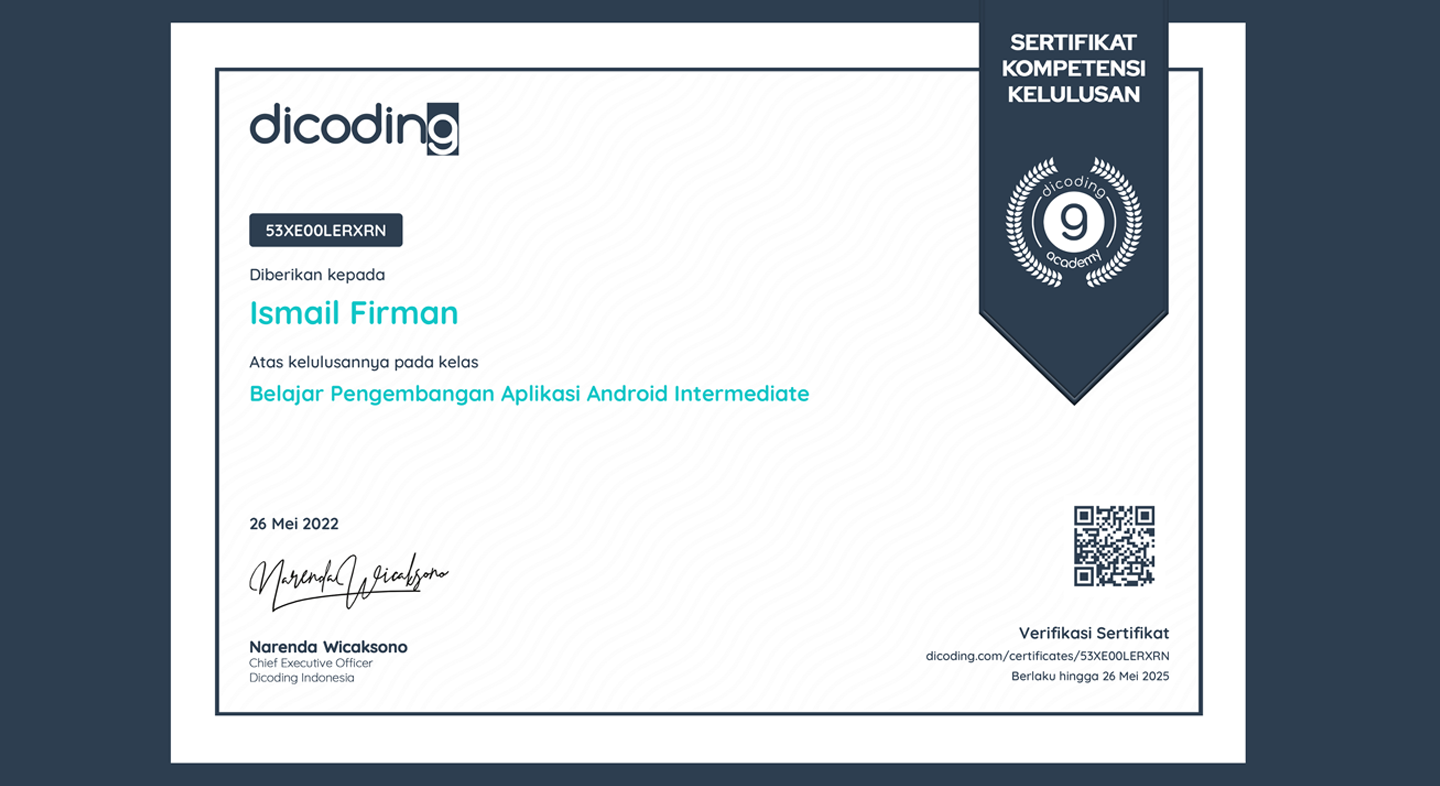 SERTIFIKAT
KOMPETENSI
KELULUSAN
dicoding
dicoding
9
academy
53XE00LERXRN
Diberikan kepada
Ismail Firman
Atas kelulusannya pada kelas
Belajar Pengembangan Aplikasi Android Intermediate
26 Mei 2022
Narenda Wicaksono
Narenda Wicaksono
Chief Executive Officer
Dicoding Indonesia
Verifikasi Sertifikat
dicoding.com/certificates/53XE00LERXRN
Berlaku hingga 26 Mei 2025